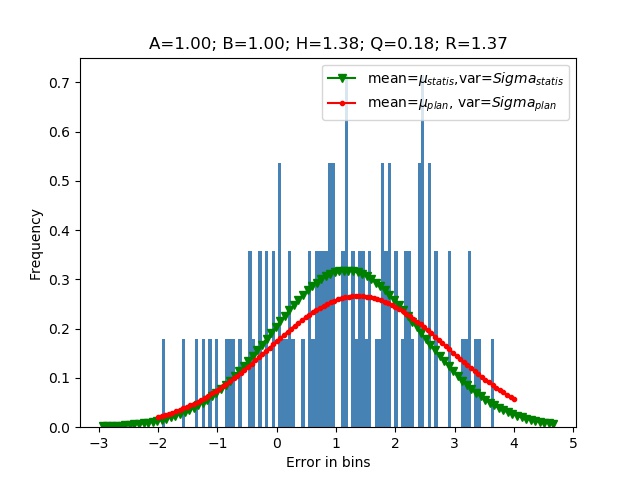 A=1.00; B=1.00; H=1.38; Q=0.18; R=1.37
mean=μstatis,var=Sigmastatis
mean=μplan, var=Sigmaplan
0.7
0.6
0.5
0.4
0.3
0.2
0.1
0.0
Frequency
−3 −2 −1 0 1 2 3 4 5
Error in bins